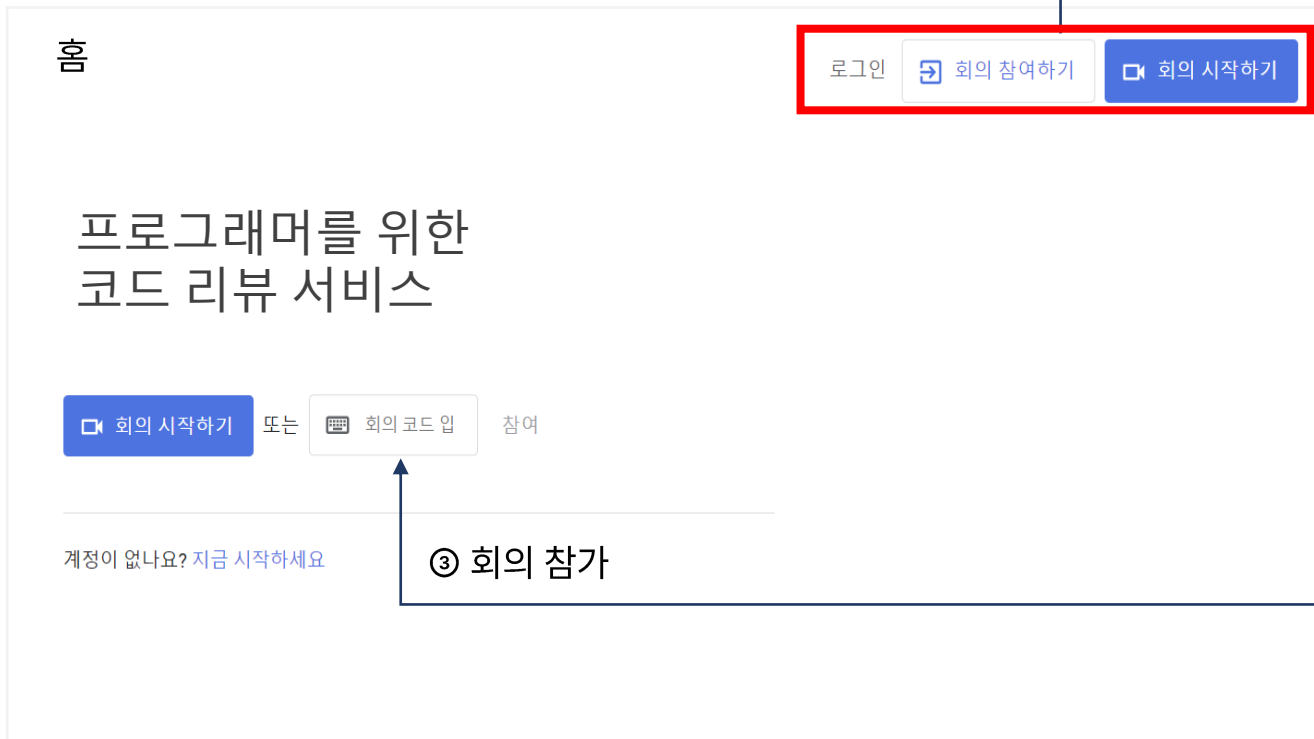 홈
로그인 회의 참여하기 회의 시작하기
프로그래머를 위한
코드 리뷰 서비스
회의 시작하기 또는 회의 코드 입 참여
계정이 없나요? 지금 시작하세요
③ 회의 참가